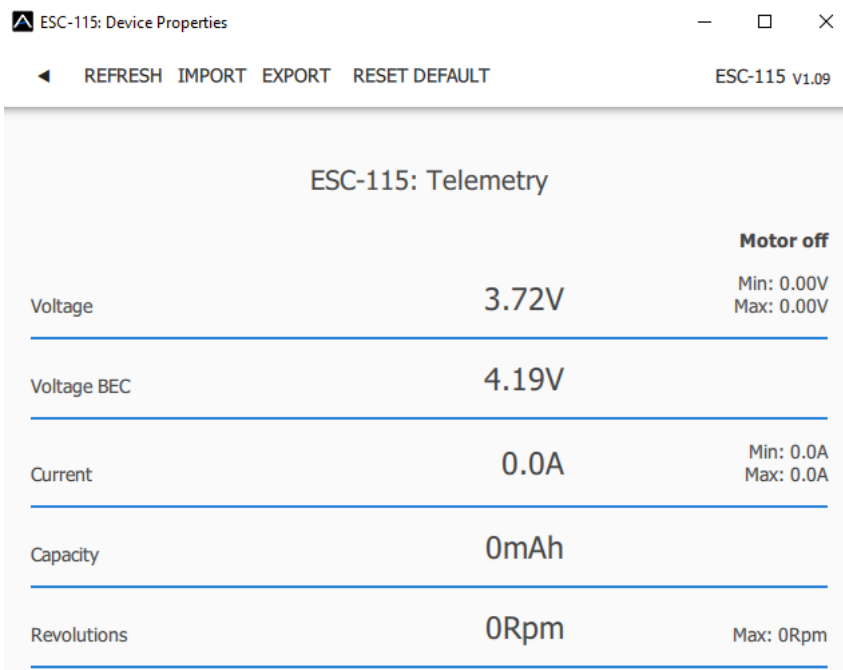 ESC-115: Device Properties
REFRESH IMPORT EXPORT RESET DEFAULT ESC-115 V1.09
ESC-115: Telemetry
Motor off
Voltage 3.72V Min: 0.00V
Max: 0.00V
Voltage BEC 4.19V
Current 0.0A Min: 0.0A
Max: 0.0A
Capacity 0mAh
Revolutions 0Rpm Max: 0Rpm